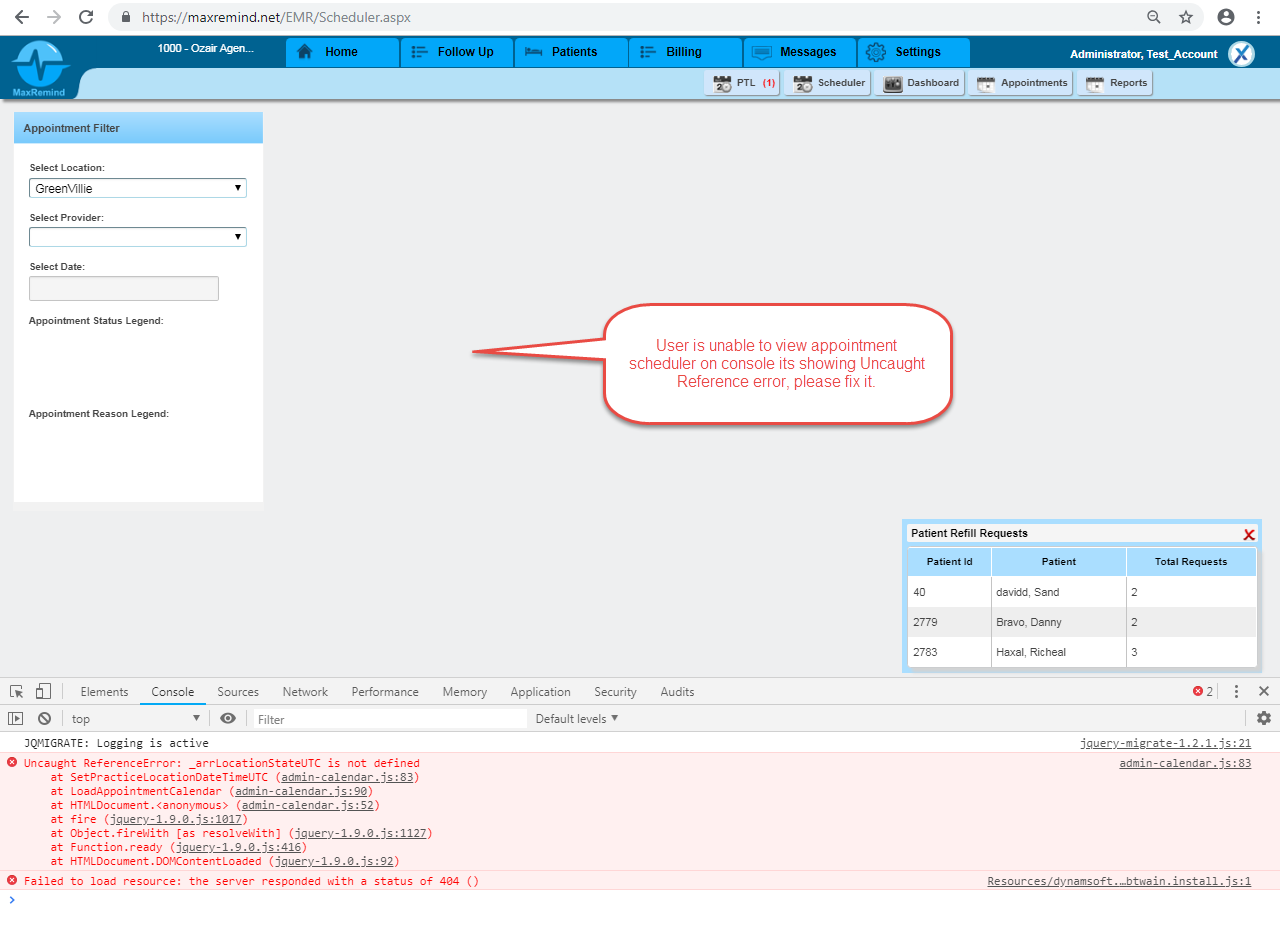 https://maxremind.net/EMR/Scheduler.aspx
MaxRemind
1000 - Ozair Agen...
Home
Follow Up
Patients
Billing
Messages
Settings
Administrator, Test_Account
PTL (1)
Scheduler
Dashboard
Appointments
Reports
Appointment Filter
Select Location:
GreenVillie
Select Provider:
Select Date:
Appointment Status Legend:
Appointment Reason Legend:
User is unable to view appointment
scheduler on console its showing Uncaught
Reference error, please fix it.
Patient Refill Requests
Patient Id Patient Total Requests
40 davidd, Sand 2
2779 Bravo, Danny 2
2783 Haxal, Richeal 3
Elements Console Sources Network Performance Memory Application Security Audits 2
top Filter Default levels
JQMIGRATE: Logging is active jquery-migrate-1.2.1.js:21
Uncaught ReferenceError: _arrLocationStateUTC is not defined admin-calendar.js:83
at SetPracticeLocationDateTimeUTC (admin-calendar.js:83)
at LoadAppointmentCalendar (admin-calendar.js:90)
at HTMLDocument.<anonymous> (admin-calendar.js:52)
at fire (jquery-1.9.0.js:1017)
at Object.fireWith [as resolveWith] (jquery-1.9.0.js:1127)
at Function.ready (jquery-1.9.0.js:416)
at HTMLDocument.DOMContentLoaded (jquery-1.9.0.js:92)
Failed to load resource: the server responded with a status of 404 () Resources/dynamsoft.…btwain.install.js:1